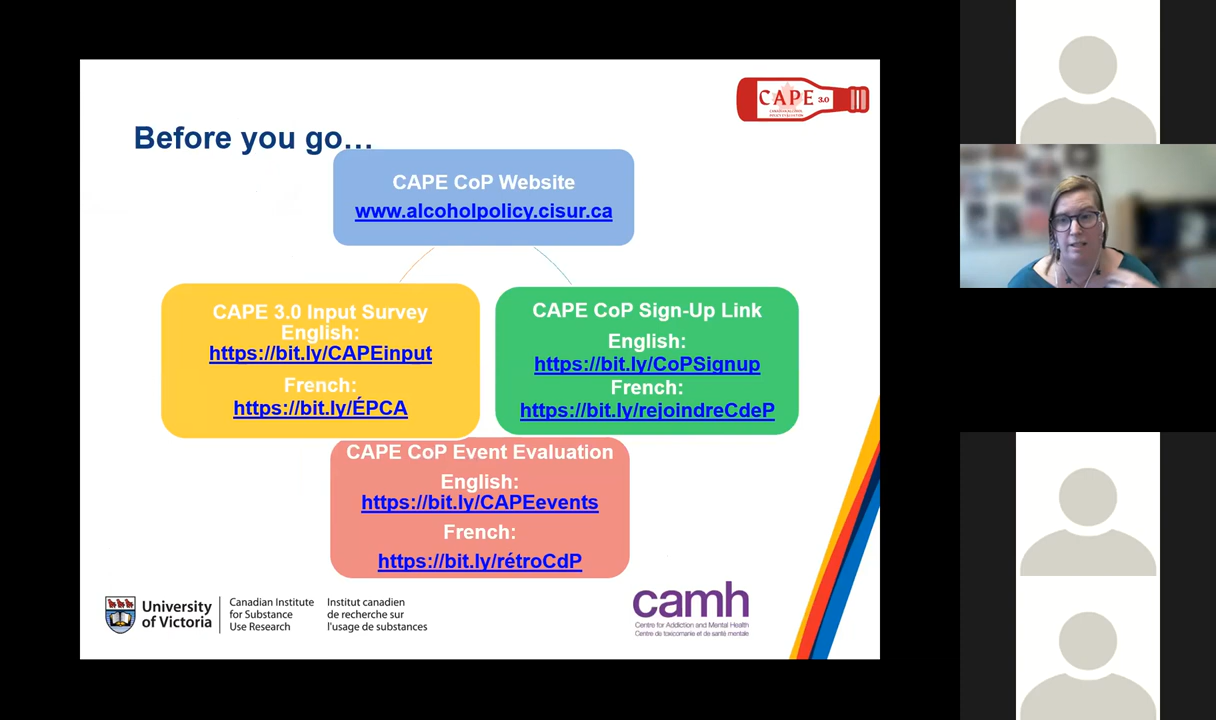 CAPE 3.0
Before you go…
CAPE CoP Website
www.alcoholpolicy.cisur.ca
CAPE 3.0 Input Survey
English:
https://bit.ly/CAPEinput
French:
https://bit.ly/ÉPCA
CAPE CoP Sign-Up Link
English:
https://bit.ly/CoPSignup
French:
https://bit.ly/rejoindreCdeP
CAPE CoP Event Evaluation
English:
https://bit.ly/CAPEevents
French:
https://bit.ly/rétroCdP
University
of Victoria
Canadian Institute
for Substance
Use Research
Institut canadien
de recherche sur
l'usage de substances
camh
Centre for Addiction and Mental Health
Centre de toxicomanie et de santé mentale